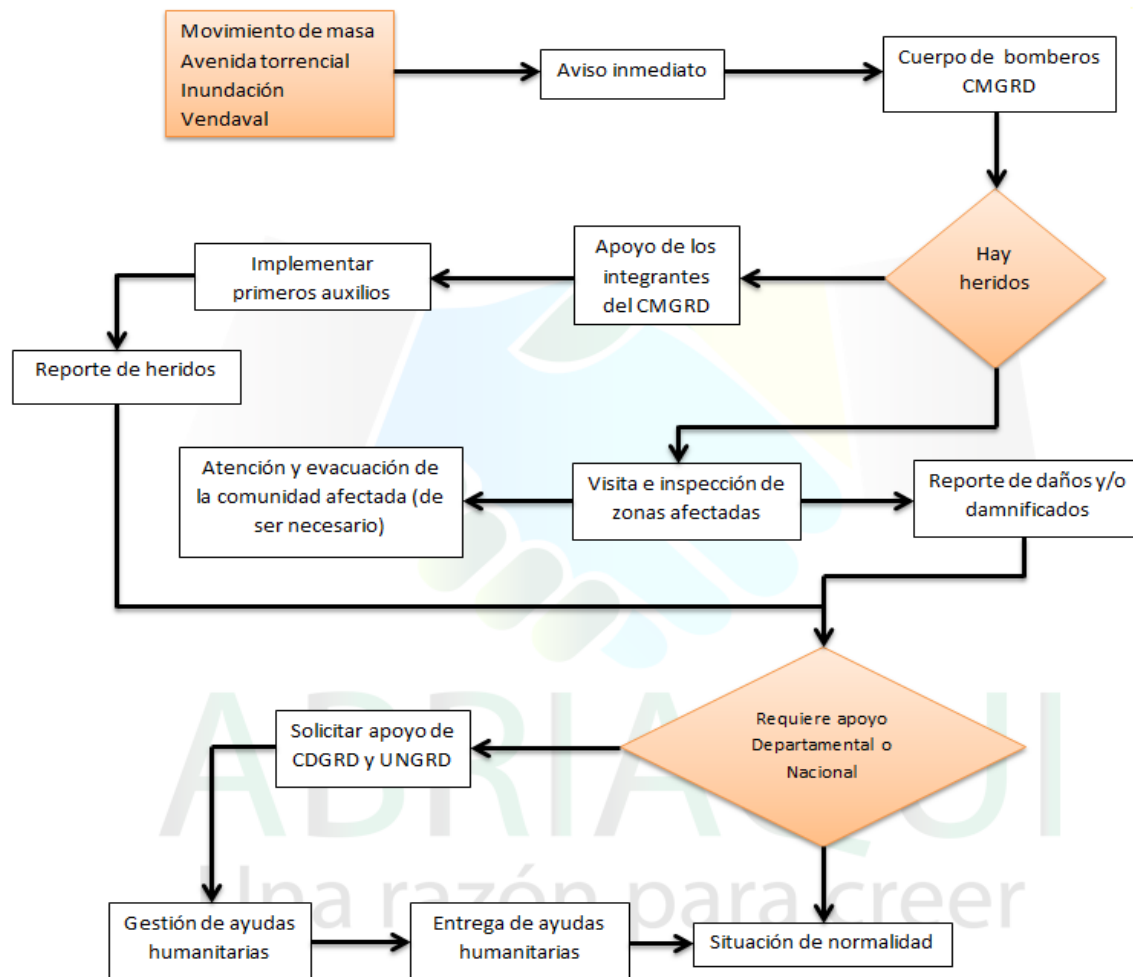 Movimiento de masa
Avenida torrencial
Inundación
Vendaval
Aviso inmediato
Cuerpo de bomberos
CMGRD
Hay
heridos
Apoyo de los
integrantes
del CMGRD
Implementar
primeros auxilios
Reporte de heridos
Atención y evacuación de
la comunidad afectada (de
ser necesario)
Visita e inspección de
zonas afectadas
Reporte de daños y/o
damnificados
Requiere apoyo
Departamental o
Nacional
Solicitar apoyo de
CDGRD y UNGRD
Gestión de ayudas
humanitarias
Entrega de ayudas
humanitarias
Situación de normalidad
ABRIAQUI
Una razón para creer